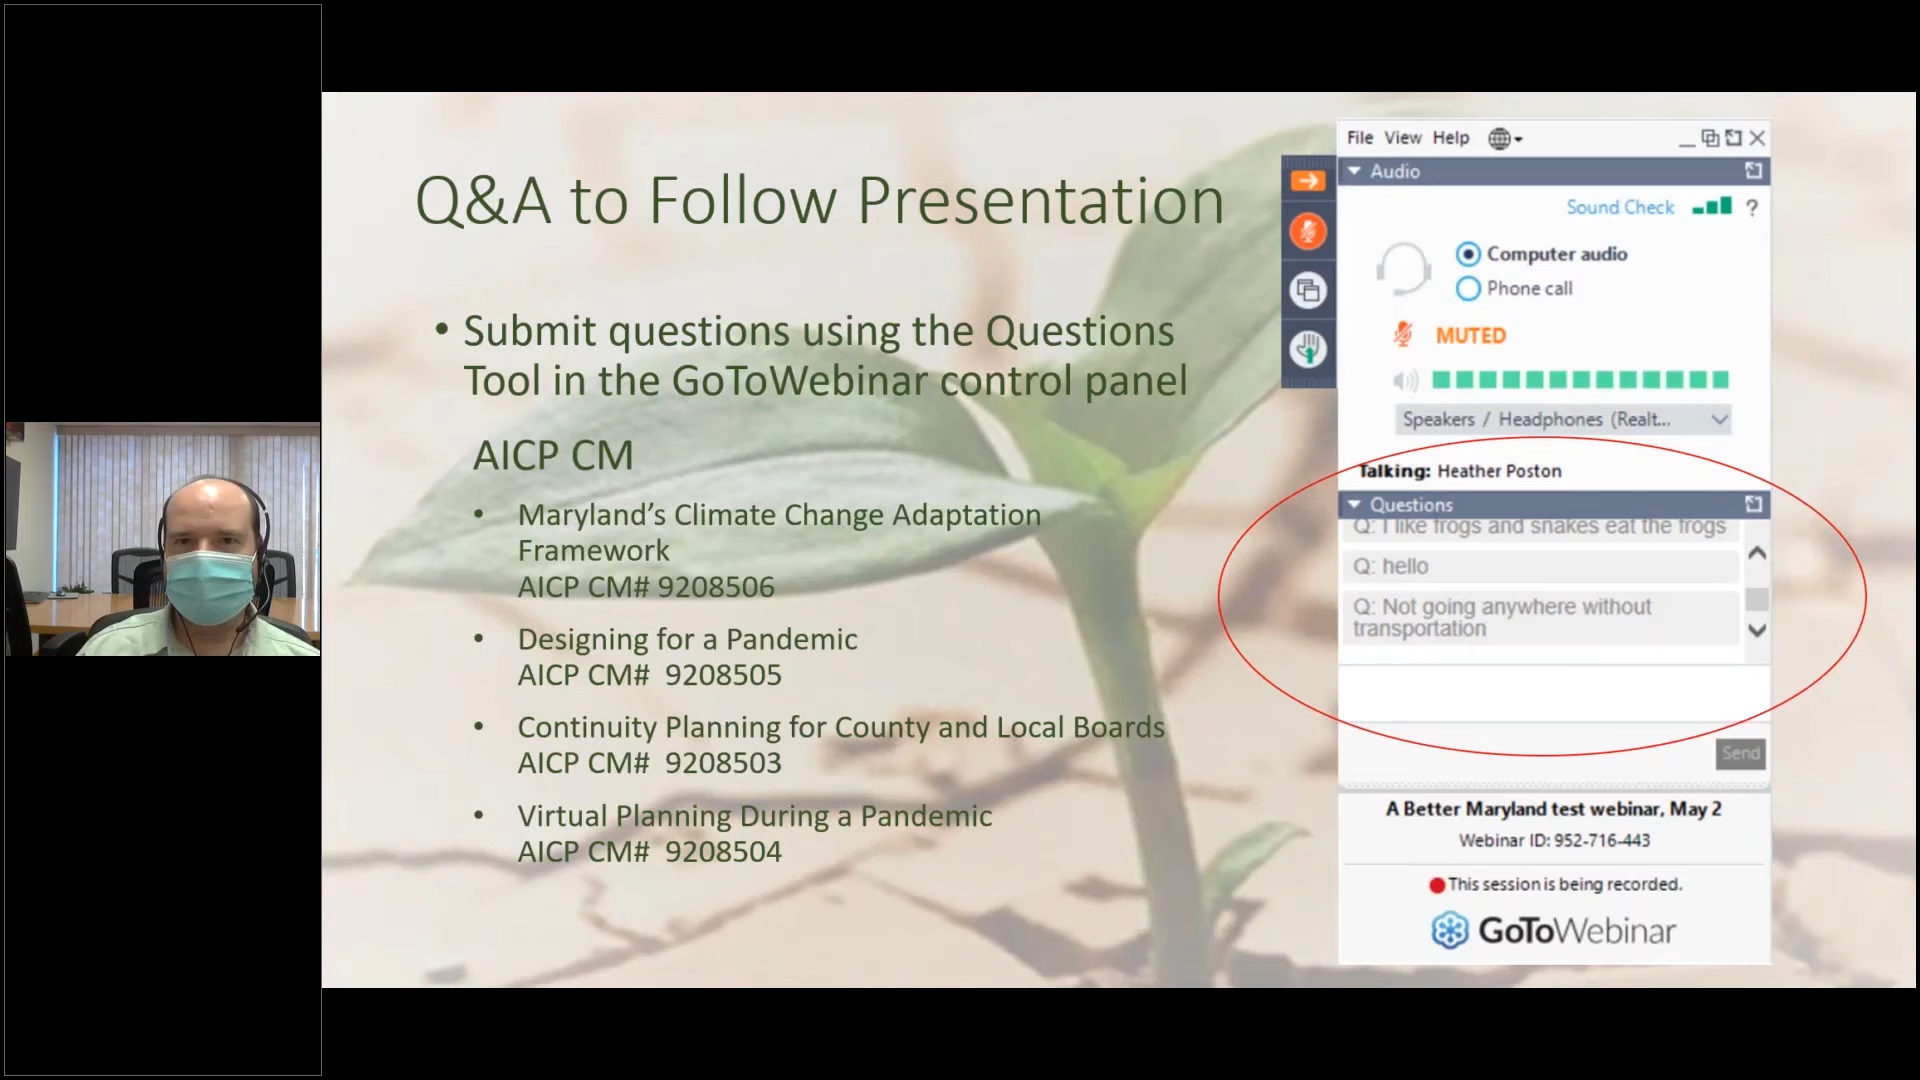 Q&A to Follow Presentation
• Submit questions using the Questions
Tool in the GoToWebinar control panel
AICP CM
• Maryland’s Climate Change Adaptation
Framework
AICP CM# 9208506
• Designing for a Pandemic
AICP CM#  9208505
• Continuity Planning for County and Local Boards
AICP CM#  9208503
• Virtual Planning During a Pandemic
AICP CM#  9208504
File View Help
Audio
Sound Check ?
Computer audio
Phone call
MUTED
Speakers / Headphones (Realt...
Talking: Heather Poston
Questions
Q: I like frogs and snakes eat the frogs
Q: hello
Q: Not going anywhere without
transportation
Send
A Better Maryland test webinar, May 2
Webinar ID: 952-716-443
This session is being recorded.
GoToWebinar